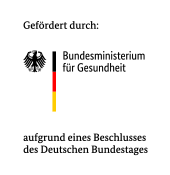 Gefördert durch:
Bundesministerium
für Gesundheit
aufgrund eines Beschlusses
des Deutschen Bundestages